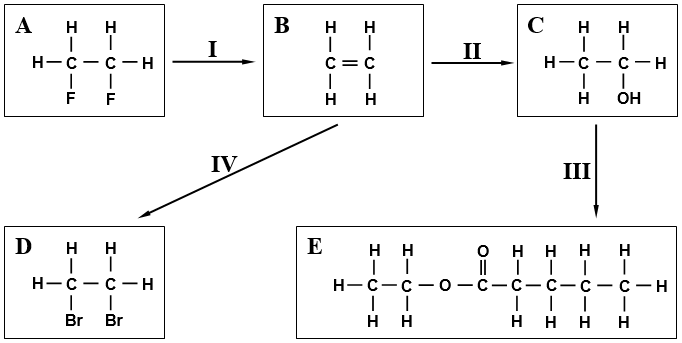 A
H H
H C C H
F F
I
B
H H
C = C
H H
II
C
H H
H C C H
H OH
III
IV
D
H H
H C C H
Br Br
E
H H O H H H H
H C C O C C C C C H
H H H H H H